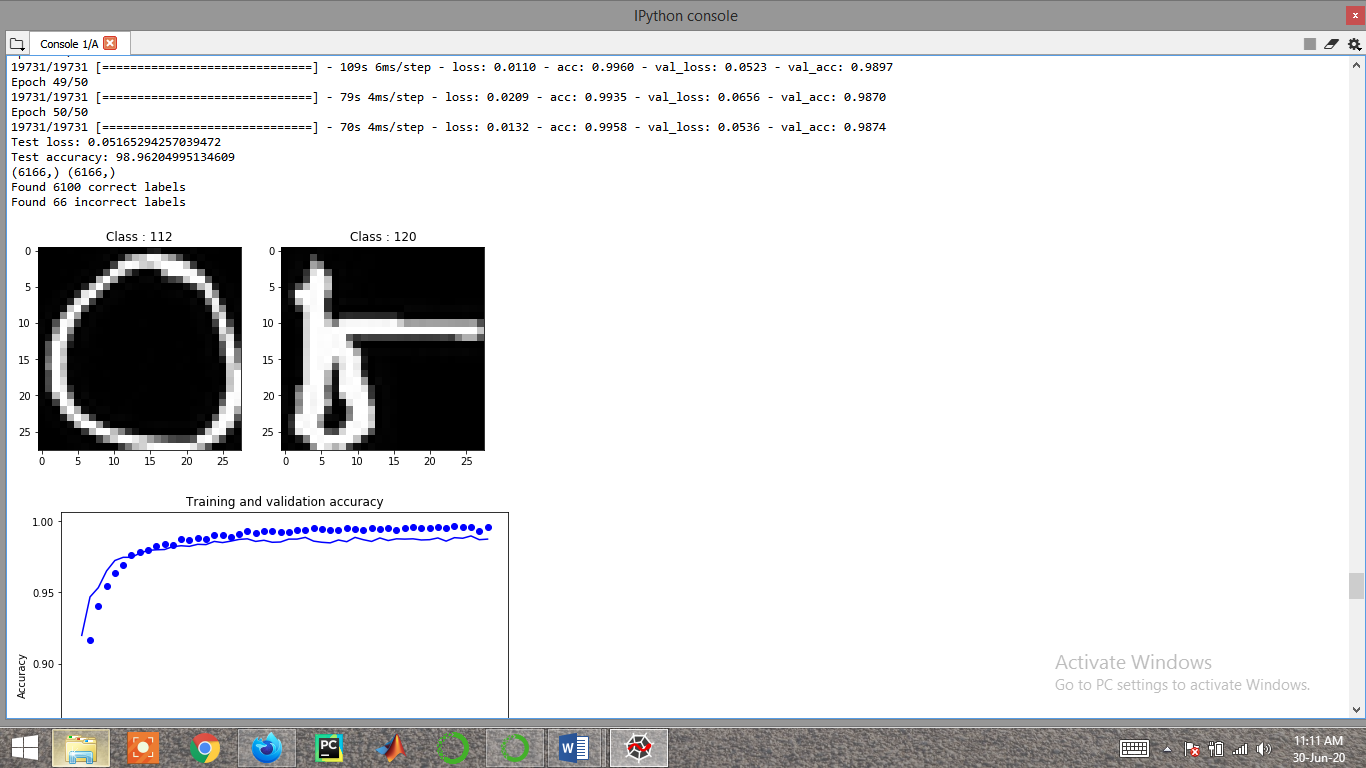 IPython console
Console 1/A
19731/19731 [==============================] - 109s 6ms/step - loss: 0.0110 - acc: 0.9960 - val_loss: 0.0523 - val_acc: 0.9897
Epoch 49/50
19731/19731 [==============================] - 79s 4ms/step - loss: 0.0209 - acc: 0.9935 - val_loss: 0.0656 - val_acc: 0.9870
Epoch 50/50
19731/19731 [==============================] - 70s 4ms/step - loss: 0.0132 - acc: 0.9958 - val_loss: 0.0536 - val_acc: 0.9874
Test loss: 0.05165294257039472
Test accuracy: 98.96204995134609
(6166,) (6166,)
Found 6100 correct labels
Found 66 incorrect labels
Class : 112
Class : 120
0
5
10
15
20
25
0 5 10 15 20 25
0
5
10
15
20
25
0 5 10 15 20 25
Training and validation accuracy
1.00
0.95
0.90
Accuracy
Activate Windows
Go to PC settings to activate Windows.
PC
W
11:11 AM
30-Jun-20